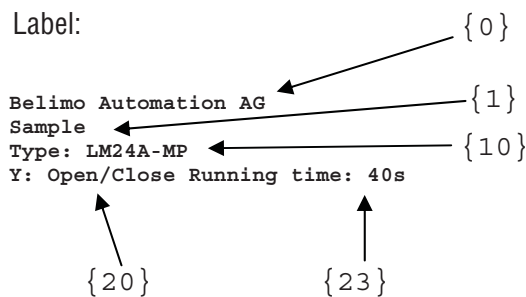 Label:
{0}
Belimo Automation AG
{1}
Sample
{10}
Type: LM24A-MP
Y: Open/Close Running time: 40s
{20} {23}